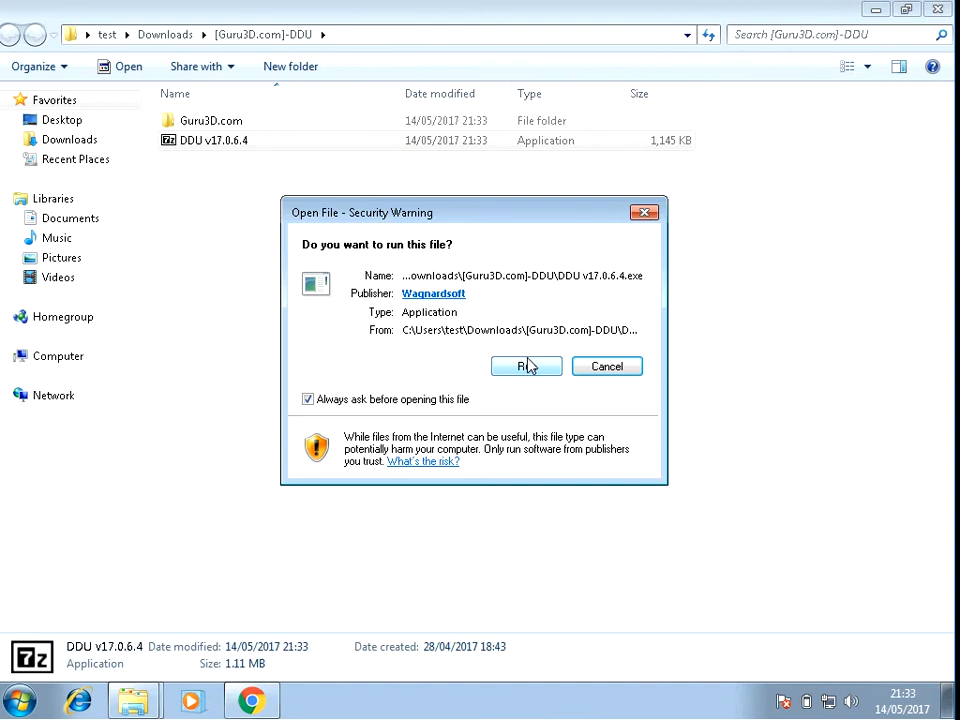 test Downloads [Guru3D.com]-DDU
Search [Guru3D.com]-DDU
Organize Open Share with New folder
Name Date modified Type Size
Favorites
Desktop
Downloads
Recent Places
Libraries
Documents
Music
Pictures
Videos
Homegroup
Computer
Network
Guru3D.com 14/05/2017 21:33 File folder
DDU v17.0.6.4 14/05/2017 21:33 Application 1,145 KB
Open File - Security Warning
Do you want to run this file?
Name: ...ownloads\[Guru3D.com]-DDU\DDU v17.0.6.4.exe
Publisher: Wagnardsoft
Type: Application
From: C:\Users\test\Downloads\[Guru3D.com]-DDU\D...
Cancel
Always ask before opening this file
While files from the Internet can be useful, this file type can
potentially harm your computer. Only run software from publishers
you trust. What's the risk?
DDU v17.0.6.4 Date modified: 14/05/2017 21:33 Date created: 28/04/2017 18:43
Application Size: 1.11 MB
7z
21:33
14/05/2017